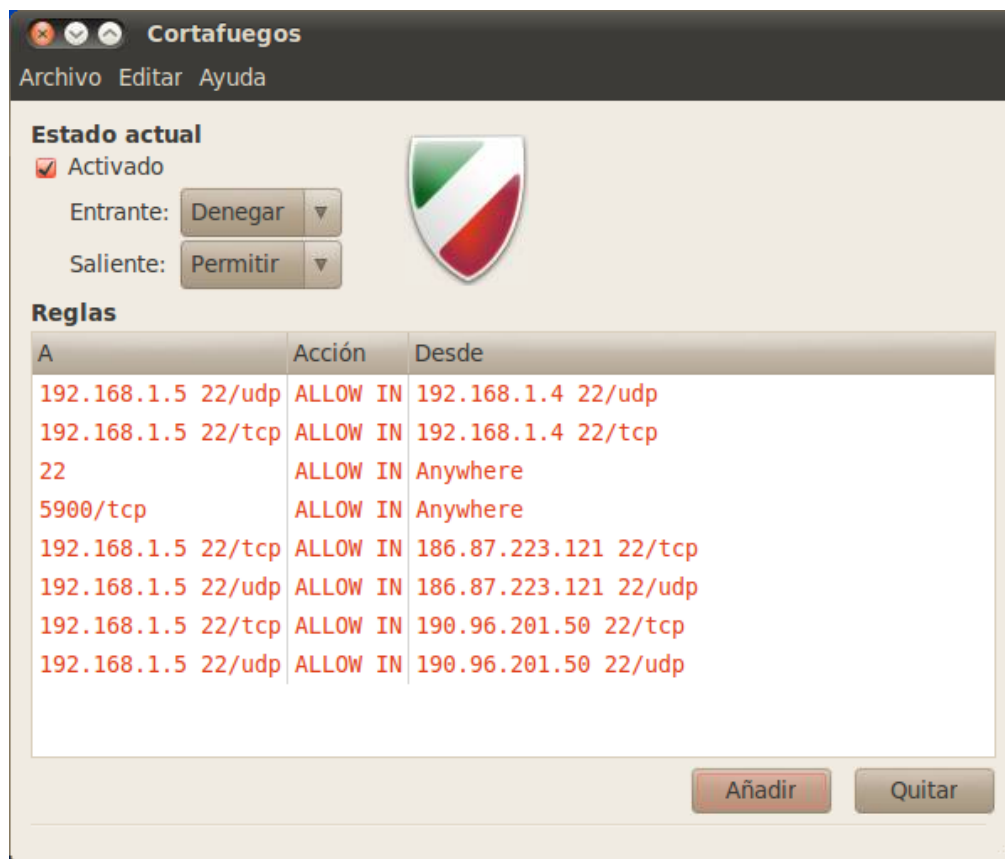 Cortafuegos
Archivo Editar Ayuda
Estado actual
Activado
Entrante: Denegar
Saliente: Permitir
Reglas
A Acción Desde
192.168.1.5 22/udp ALLOW IN 192.168.1.4 22/udp
192.168.1.5 22/tcp ALLOW IN 192.168.1.4 22/tcp
22 ALLOW IN Anywhere
5900/tcp ALLOW IN Anywhere
192.168.1.5 22/tcp ALLOW IN 186.87.223.121 22/tcp
192.168.1.5 22/udp ALLOW IN 186.87.223.121 22/udp
192.168.1.5 22/tcp ALLOW IN 190.96.201.50 22/tcp
192.168.1.5 22/udp ALLOW IN 190.96.201.50 22/udp
Añadir Quitar